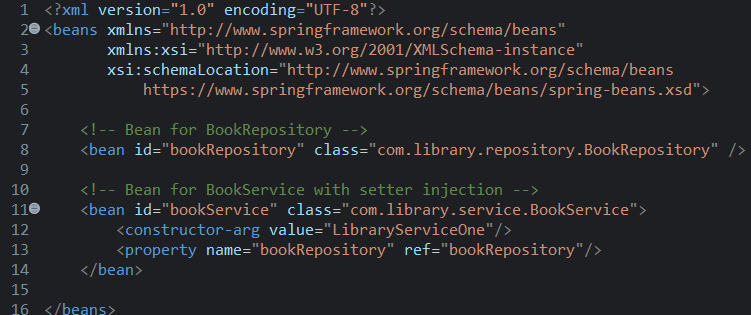 1 <?xml version="1.0" encoding="UTF-8"?>
2 <beans xmlns="http://www.springframework.org/schema/beans"
3 xmlns:xsi="http://www.w3.org/2001/XMLSchema-instance"
4 xsi:schemaLocation="http://www.springframework.org/schema/beans
5 https://www.springframework.org/schema/beans/spring-beans.xsd">
6
7 <!-- Bean for BookRepository -->
8 <bean id="bookRepository" class="com.library.repository.BookRepository" />
9
10 <!-- Bean for BookService with setter injection -->
11 <bean id="bookService" class="com.library.service.BookService">
12 <constructor-arg value="LibraryServiceOne"/>
13 <property name="bookRepository" ref="bookRepository"/>
14 </bean>
15
16 </beans>